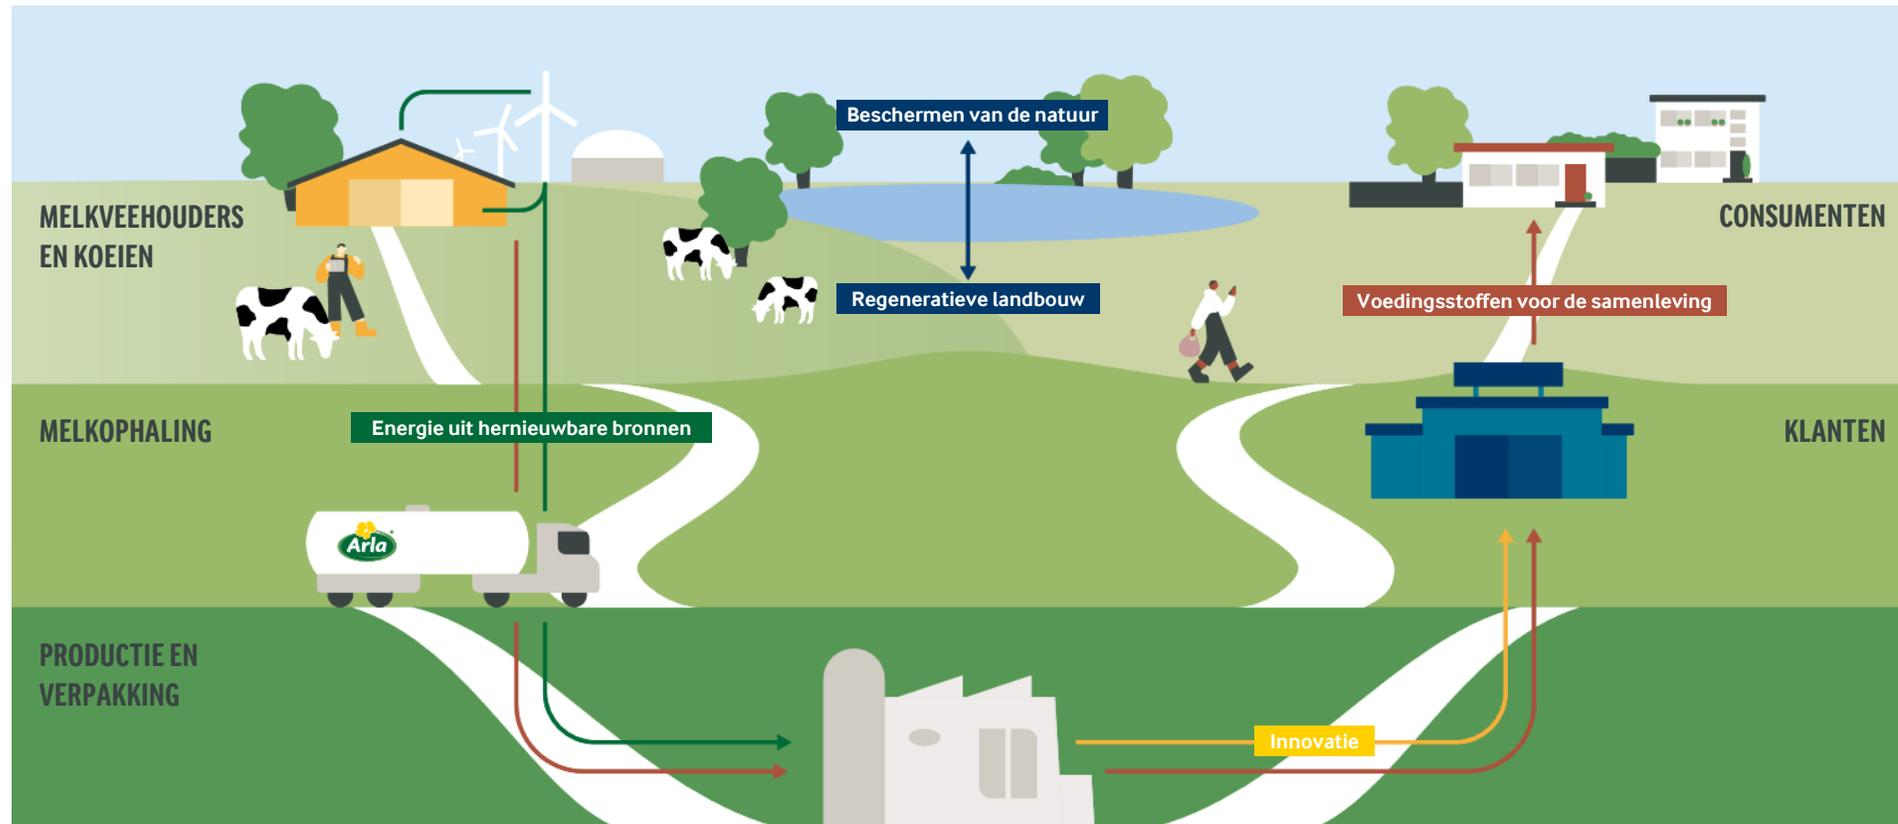 Beschermen van de natuur
MELKVEEHOUDERS
EN KOEIEN
CONSUMENTEN
Regeneratieve landbouw
Voedingsstoffen voor de samenleving
MELKOPHALING
Energie uit hernieuwbare bronnen
KLANTEN
Arla
PRODUCTIE EN
VERPAKKING
Innovatie